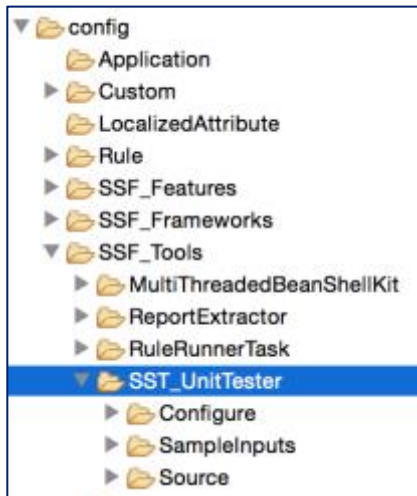 config
Application
Custom
LocalizedAttribute
Rule
SSF_Features
SSF_Frameworks
SSF_Tools
MultiThreadedBeanShellKit
ReportExtractor
RuleRunnerTask
SST_UnitTester
Configure
SampleInputs
Source